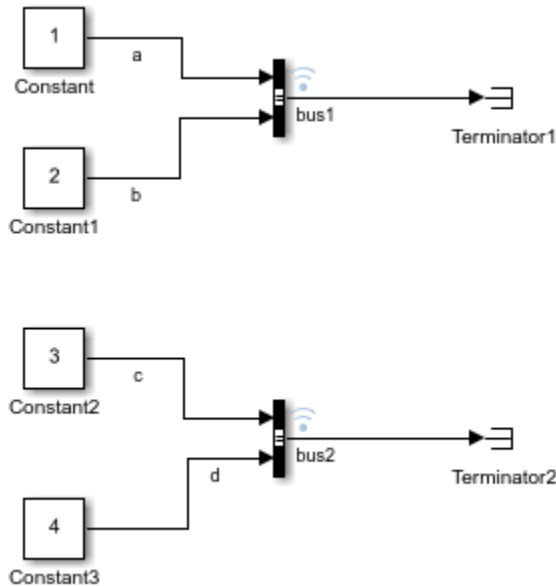 1
a
Constant
bus1
Terminator1
2
b
Constant1
3
c
Constant2
bus2
d
Terminator2
4
Constant3